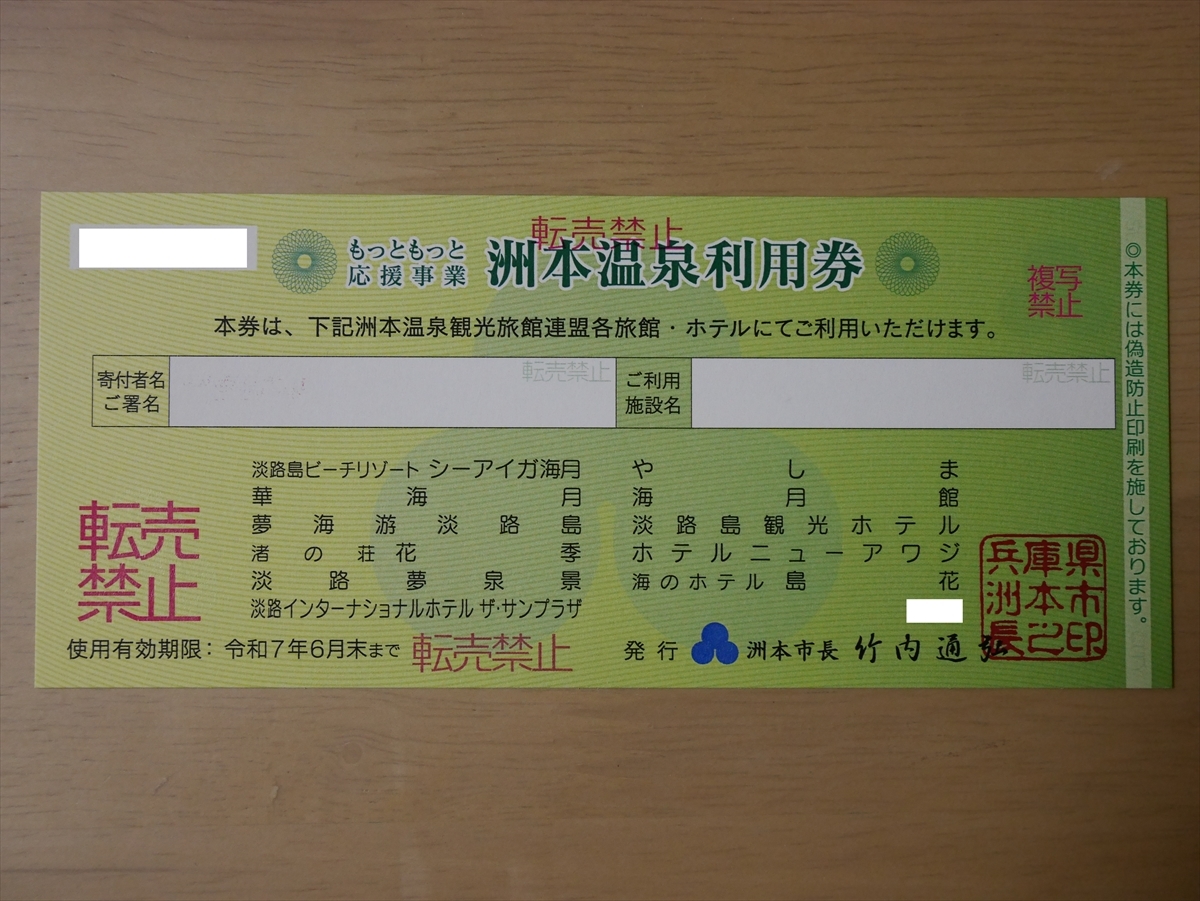 転売禁止
もっともっと
応援事業
洲本温泉利用券
複写
禁止
本券は、下記洲本温泉観光旅館連盟各旅館・ホテルにてご利用いただけます。
寄付者名
ご署名
転売禁止
ご利用
施設名
転売禁止
淡路島ビーチリゾート シーアイガ海月
やしま
華海月
海月館
夢海游淡路島
淡路島観光ホテル
渚の荘花季
ホテルニューアワジ
淡路夢泉景
海のホテル島花
淡路インターナショナルホテル ザ・サンプラザ
転売
禁止
使用有効期限：令和7年6月末まで
転売禁止
発行 洲本市長 竹内通弘
兵庫県
洲本市
長之印
◎本券には偽造防止印刷を施しております。